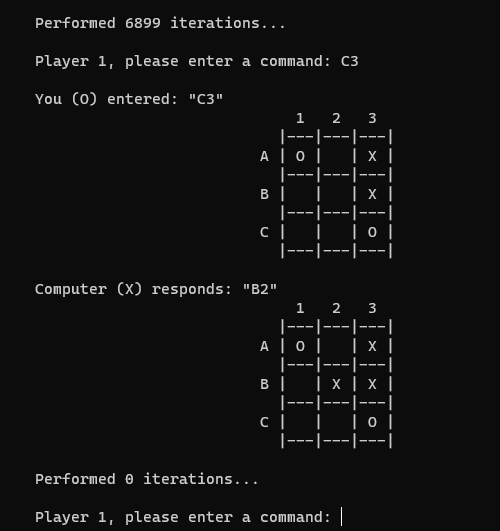 Performed 6899 iterations...
Player 1, please enter a command: C3
You (O) entered: "C3"
1 2 3
|---|---|---|
A | O |   | X |
|---|---|---|
B |   |   | X |
|---|---|---|
C |   |   | O |
|---|---|---|
Computer (X) responds: "B2"
1 2 3
|---|---|---|
A | O |   | X |
|---|---|---|
B |   | X | X |
|---|---|---|
C |   |   | O |
|---|---|---|
Performed 0 iterations...
Player 1, please enter a command: